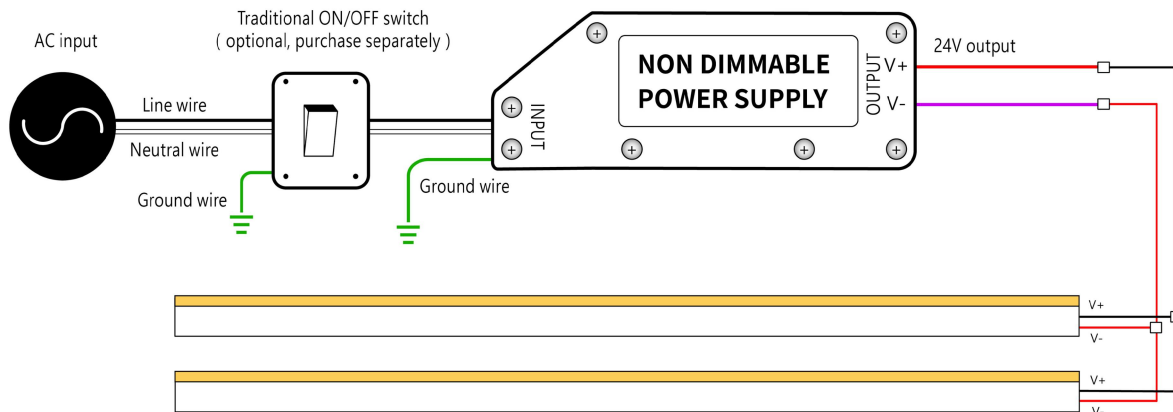 Traditional ON/OFF switch
( optional, purchase separately )
AC input
Line wire
Neutral wire
Ground wire
Ground wire
INPUT
NON DIMMABLE
POWER SUPPLY
OUTPUT
V+
V-
24V output
V+
V-
V+
V-